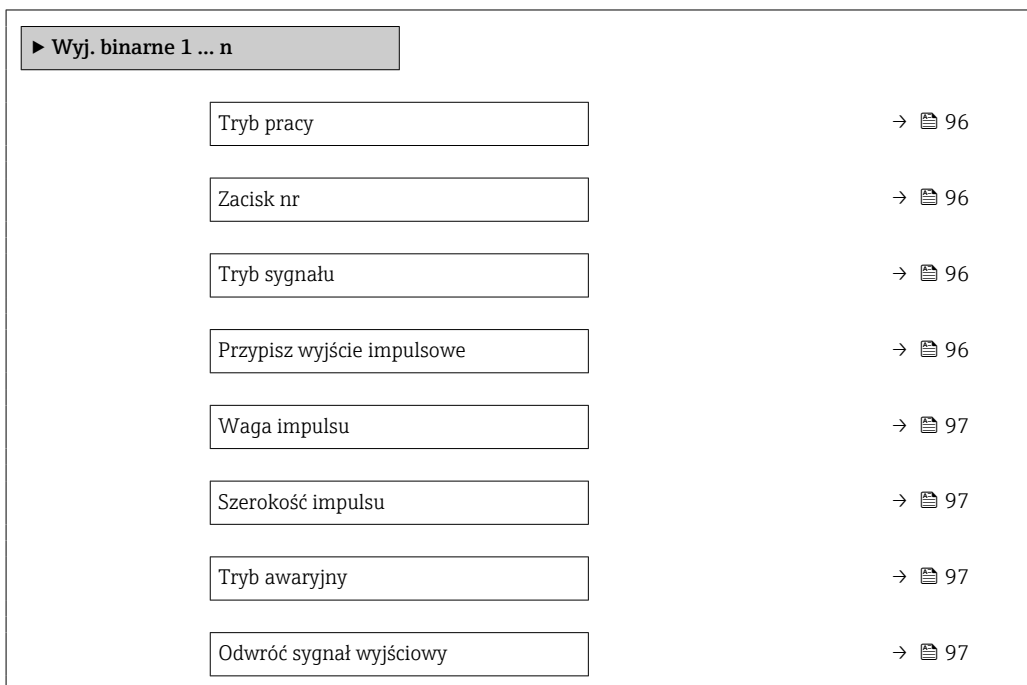 ▶ Wyj. binarne 1 … n
Tryb pracy → 🖹 96
Zacisk nr → 🖹 96
Tryb sygnału → 🖹 96
Przypisz wyjście impulsowe → 🖹 96
Waga impulsu → 🖹 97
Szerokość impulsu → 🖹 97
Tryb awaryjny → 🖹 97
Odwróć sygnał wyjściowy → 🖹 97